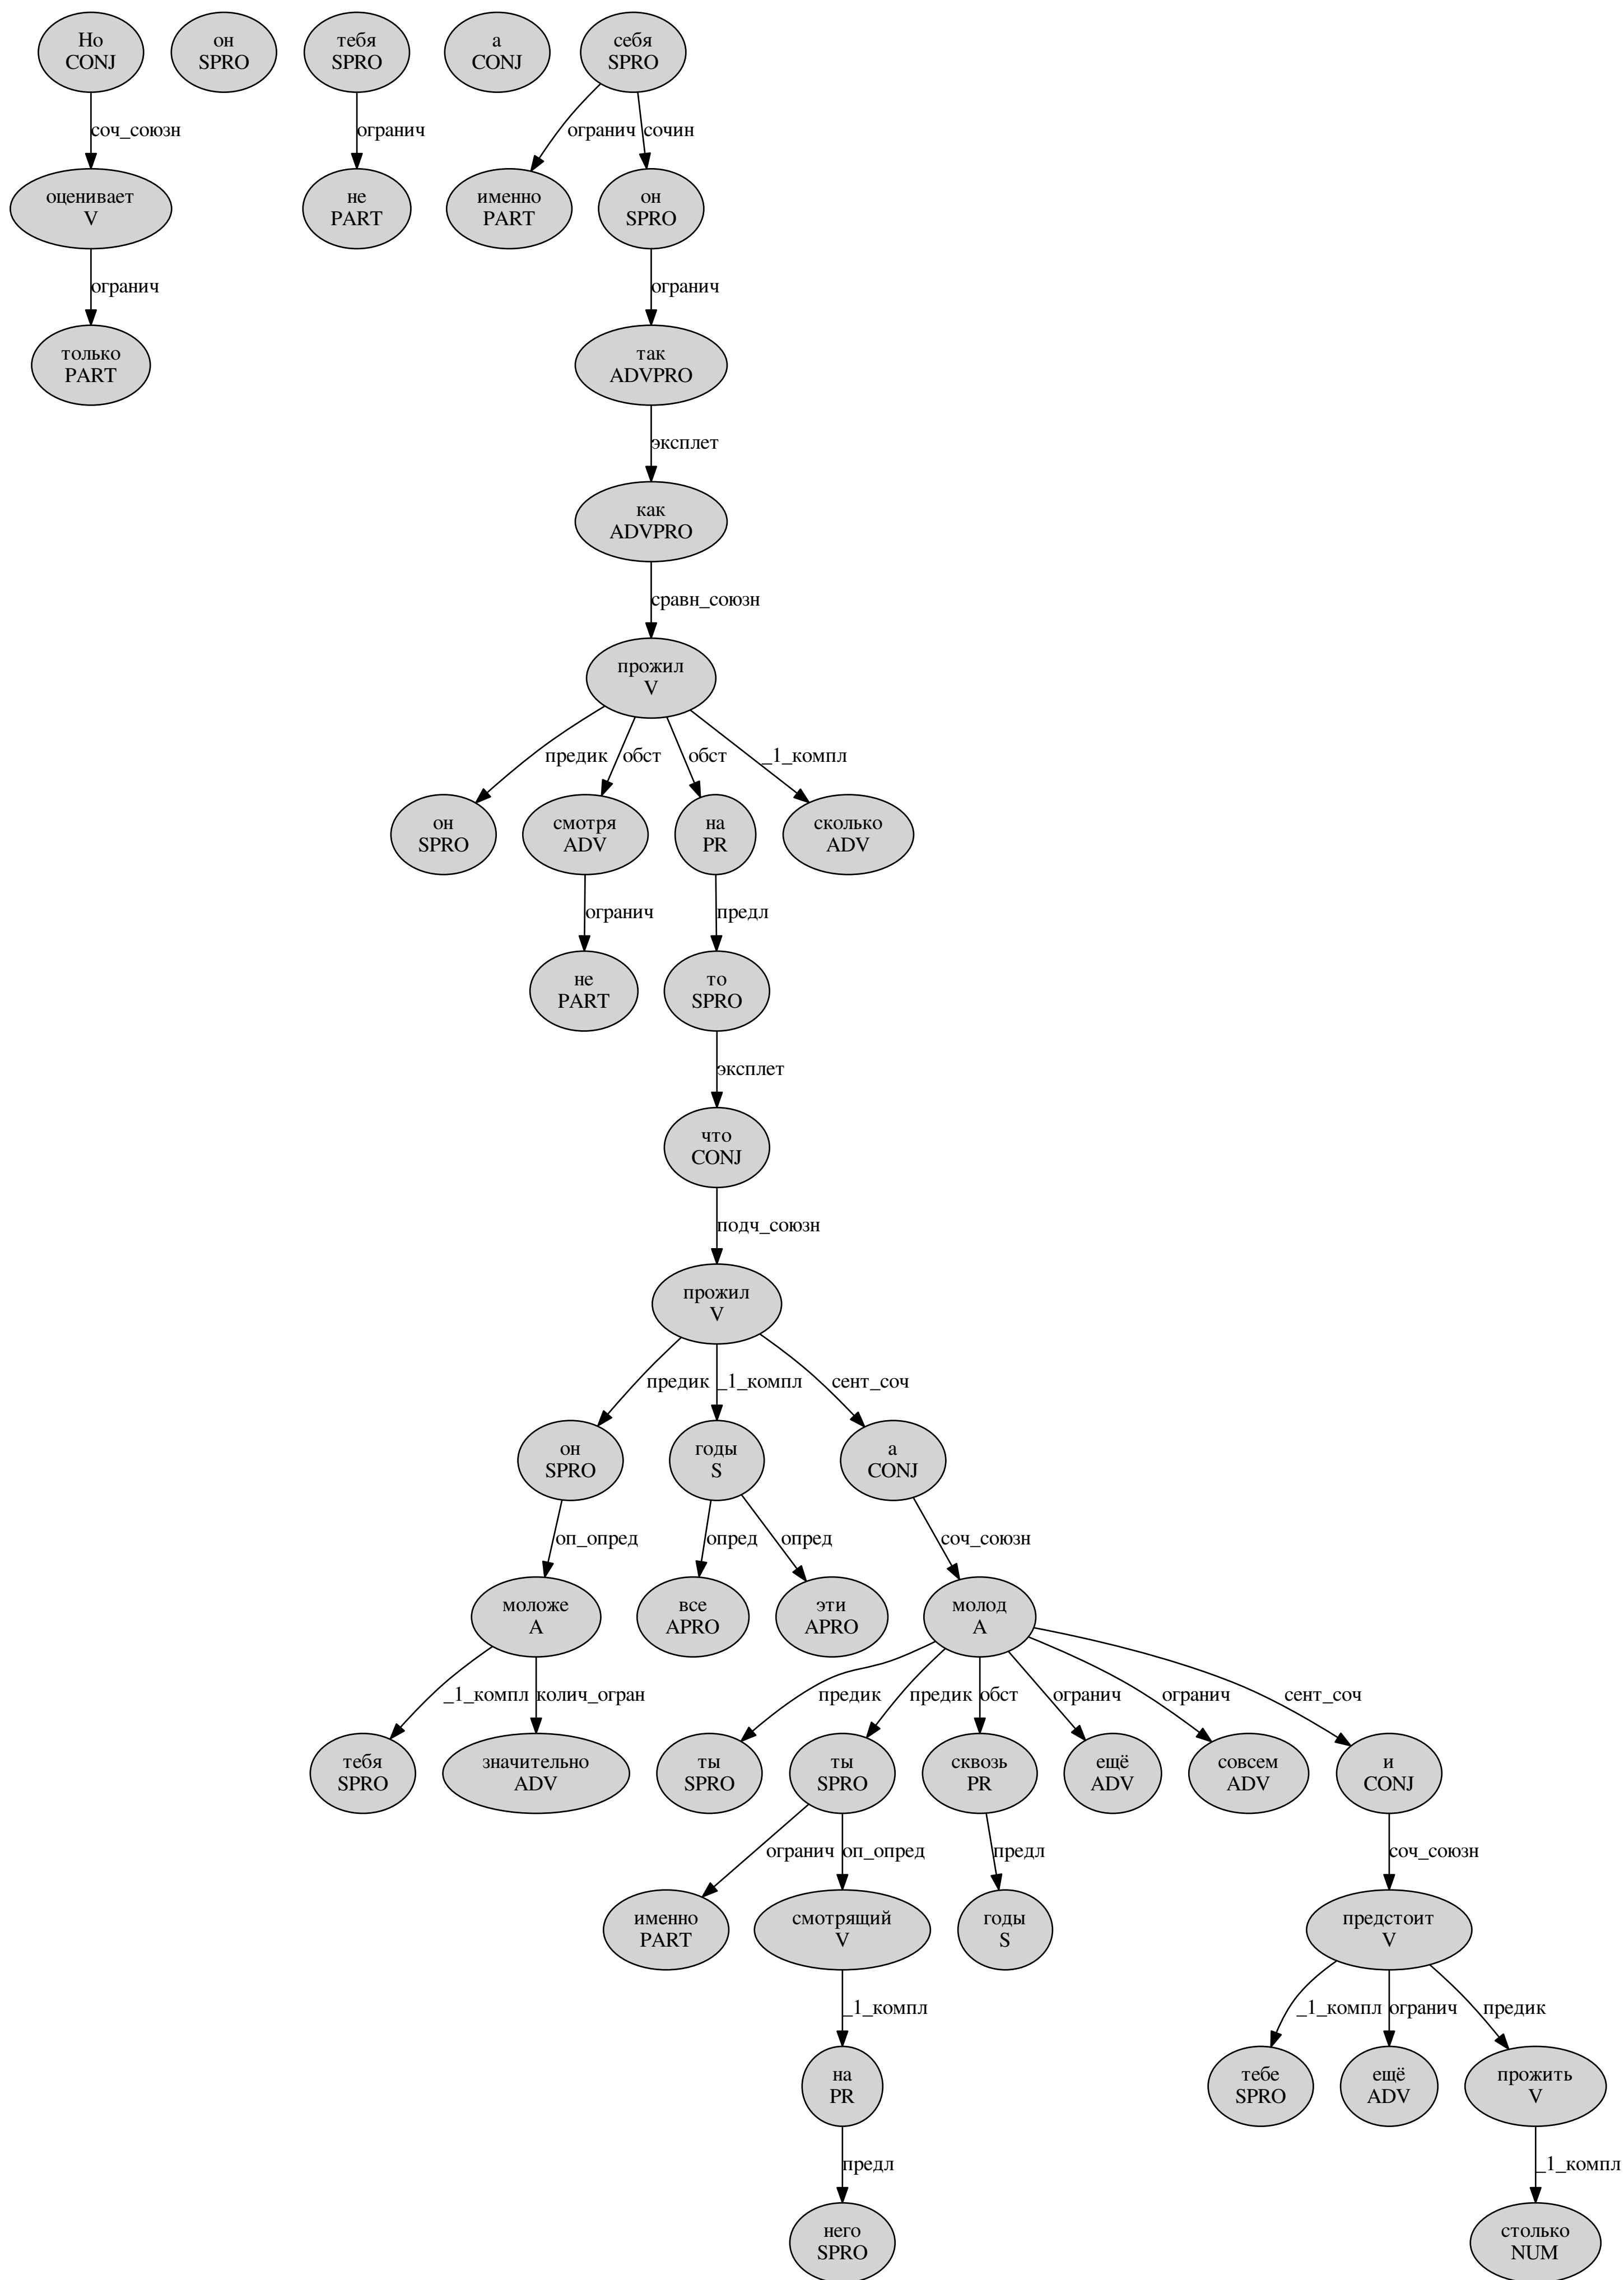 Но
CONJ
он
SPRO
тебя
SPRO
а
CONJ
себя
SPRO
соч_союзн
огранич
огранич
сочин
оценивает
V
не
PART
именно
PART
он
SPRO
огранич
огранич
только
PART
так
ADVPRO
эксплет
как
ADVPRO
сравн_союзн
прожил
V
предик
обст
обст
_1_компл
он
SPRO
смотря
ADV
на
PR
сколько
ADV
огранич
предл
не
PART
то
SPRO
эксплет
что
CONJ
подч_союзн
прожил
V
предик
_1_компл
сент_соч
он
SPRO
годы
S
а
CONJ
оп_опред
опред
опред
соч_союзн
моложе
A
все
APRO
эти
APRO
молод
A
_1_компл
колич_огран
предик
предик
обст
огранич
огранич
сент_соч
тебя
SPRO
значительно
ADV
ты
SPRO
ты
SPRO
сквозь
PR
ещё
ADV
совсем
ADV
и
CONJ
огранич
оп_опред
предл
соч_союзн
именно
PART
смотрящий
V
годы
S
предстоит
V
_1_компл
_1_компл
огранич
предик
на
PR
тебе
SPRO
ещё
ADV
прожить
V
предл
_1_компл
него
SPRO
столько
NUM